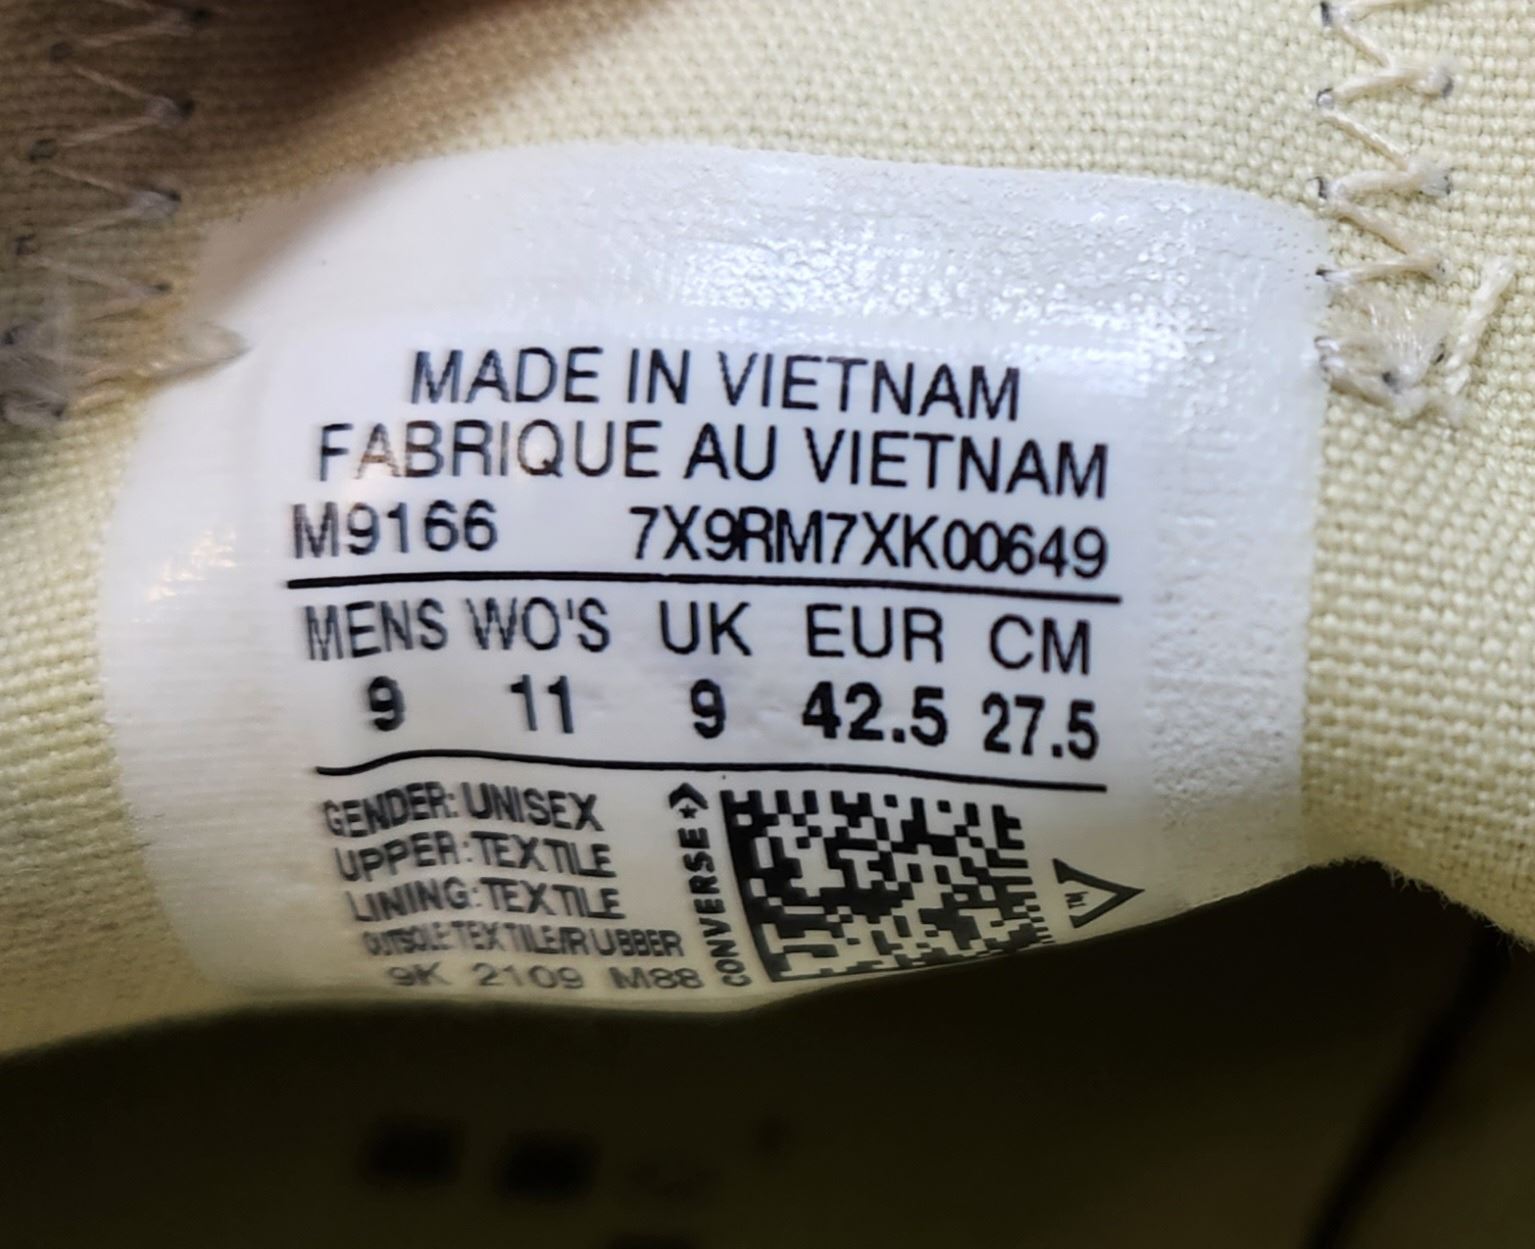 MADE IN VIETNAM
FABRIQUE AU VIETNAM
M9166 7X9RM7XK00649
MENS WO'S UK EUR CM
9 11 9 42.5 27.5
GENDER: UNISEX
UPPER: TEXTILE
LINING: TEXTILE
OUTSOLE: TEXTILE/RUBBER
9K 2109 M88
CONVERSE